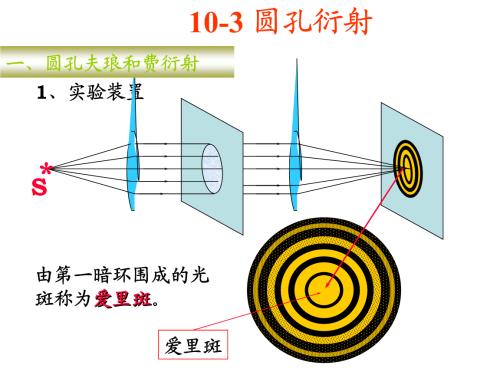 10-3 圆孔衍射
一、圆孔夫琅和费衍射
1、实验装置
*
S
由第一暗环围成的光
斑称为爱里斑。
爱里斑